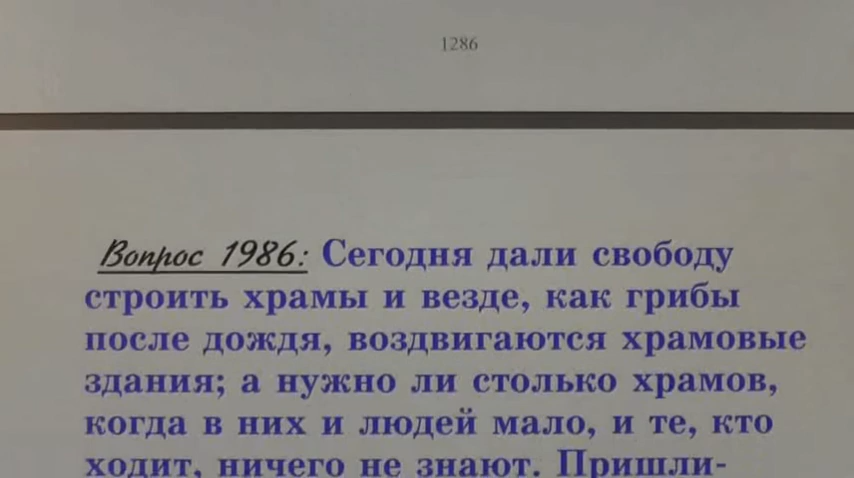 1286
Вопрос 1986: Сегодня дали свободу
строить храмы и везде, как грибы
после дождя, воздвигаются храмовые
здания; а нужно ли столько храмов,
когда в них и людей мало, и те, кто
ходит, ничего не знают. Пришли-